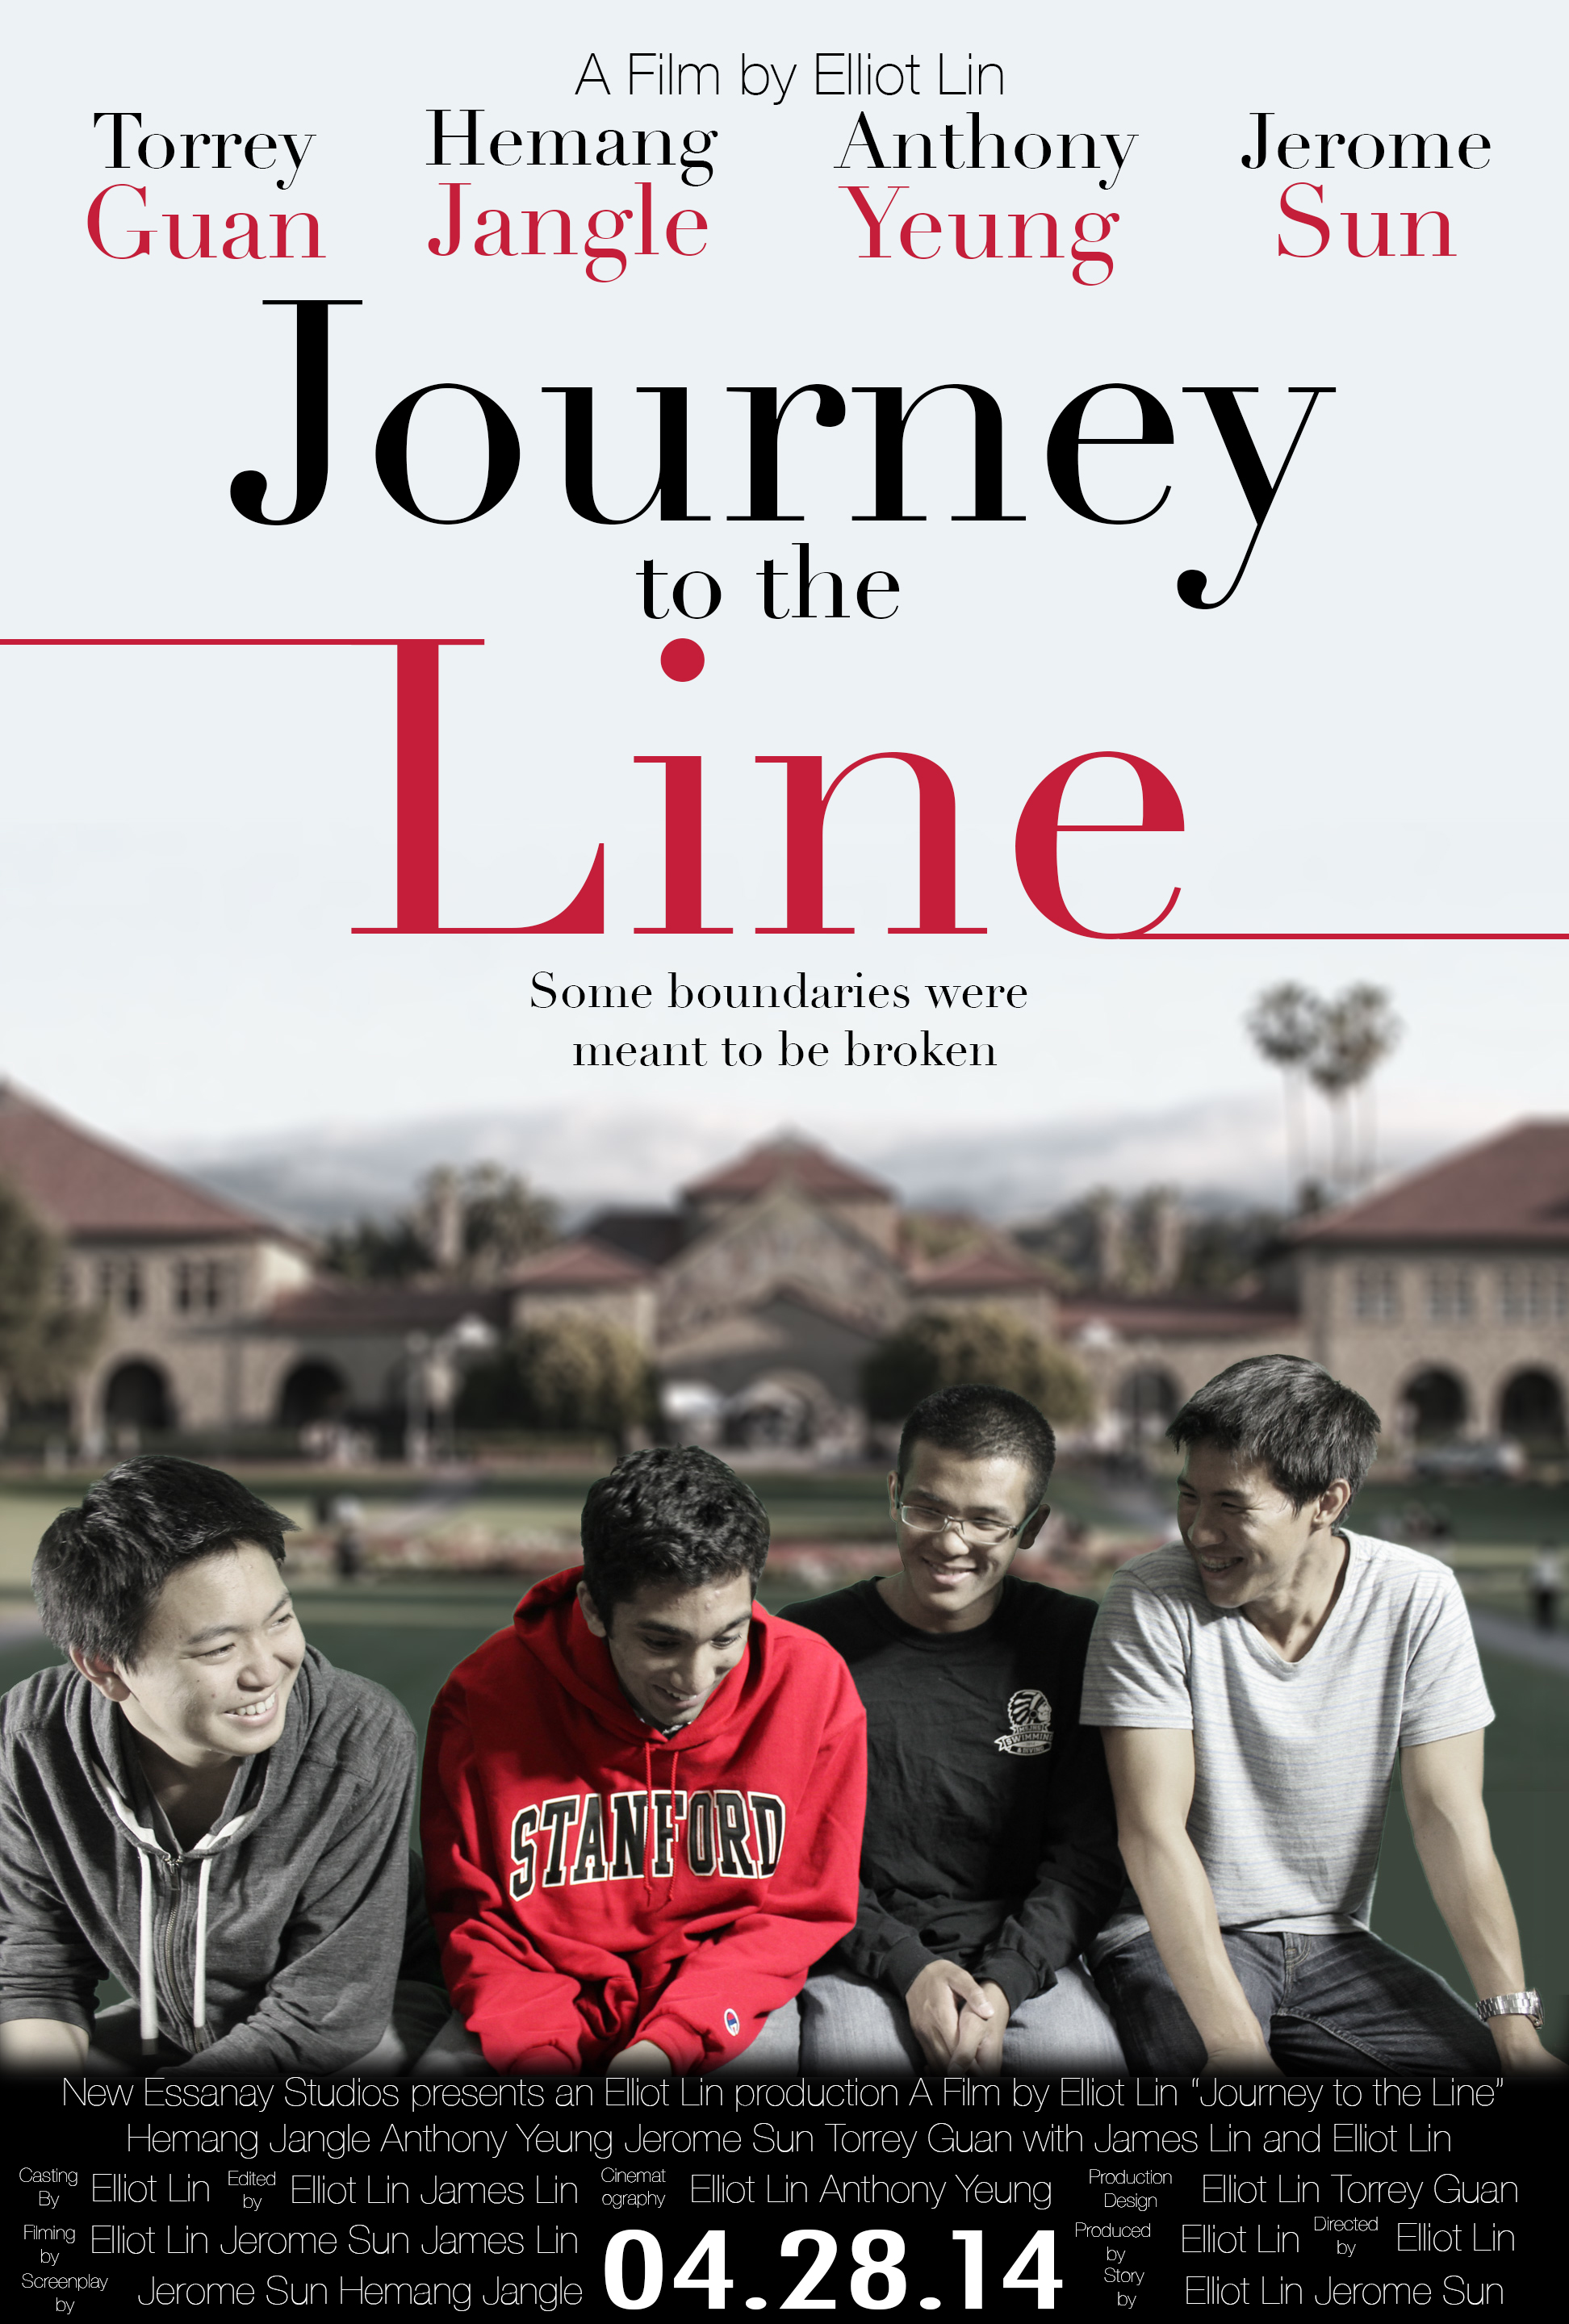 A Film by Elliot Lin
Torrey Hemang Anthony Jerome
Guan Jangle Yeung Sun
Journey
to the
Line
Some boundaries were
meant to be broken
STANFORD
SWIMMING
& DIVING
New Essanay Studios presents an Elliot Lin production A Film by Elliot Lin “Journey to the Line”
Hemang Jangle Anthony Yeung Jerome Sun Torrey Guan with James Lin and Elliot Lin
Casting By Elliot Lin Edited by Elliot Lin James Lin Cinemat ography Elliot Lin Anthony Yeung Production Design Elliot Lin Torrey Guan
Filming by Elliot Lin Jerome Sun James Lin 04.28.14 Produced by Elliot Lin Directed by Elliot Lin
Screenplay by Jerome Sun Hemang Jangle Story by Elliot Lin Jerome Sun